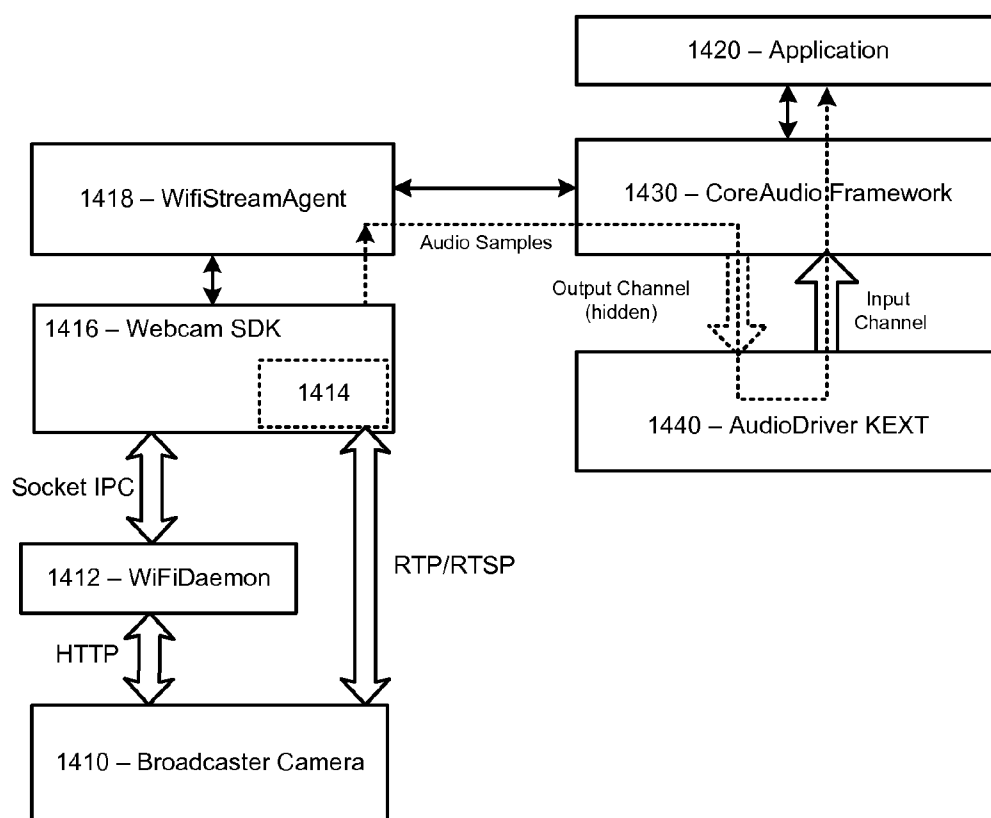 1420 – Application
1418 – WifiStreamAgent
1430 – CoreAudio Framework
Audio Samples
Output Channel
(hidden)
Input
Channel
1416 – Webcam SDK
1414
1440 – AudioDriver KEXT
Socket IPC
1412 – WiFiDaemon
RTP/RTSP
HTTP
1410 – Broadcaster Camera